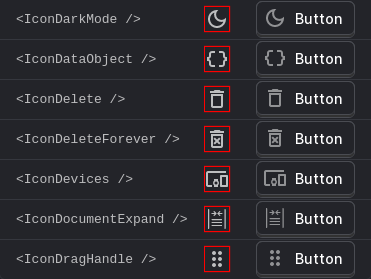 <IconDarkMode /> Button
<IconDataObject /> Button
<IconDelete /> Button
<IconDeleteForever /> Button
<IconDevices /> Button
<IconDocumentExpand /> Button
<IconDragHandle /> Button